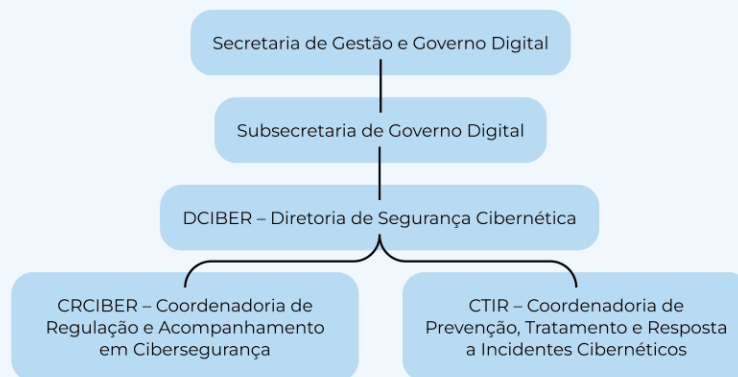 Secretaria de Gestão e Governo Digital
Subsecretaria de Governo Digital
DCIBER – Diretoria de Segurança Cibernética
CRCIBER – Coordenadoria de
Regulação e Acompanhamento
em Cibersegurança
CTIR – Coordenadoria de
Prevenção, Tratamento e Resposta
a Incidentes Cibernéticos